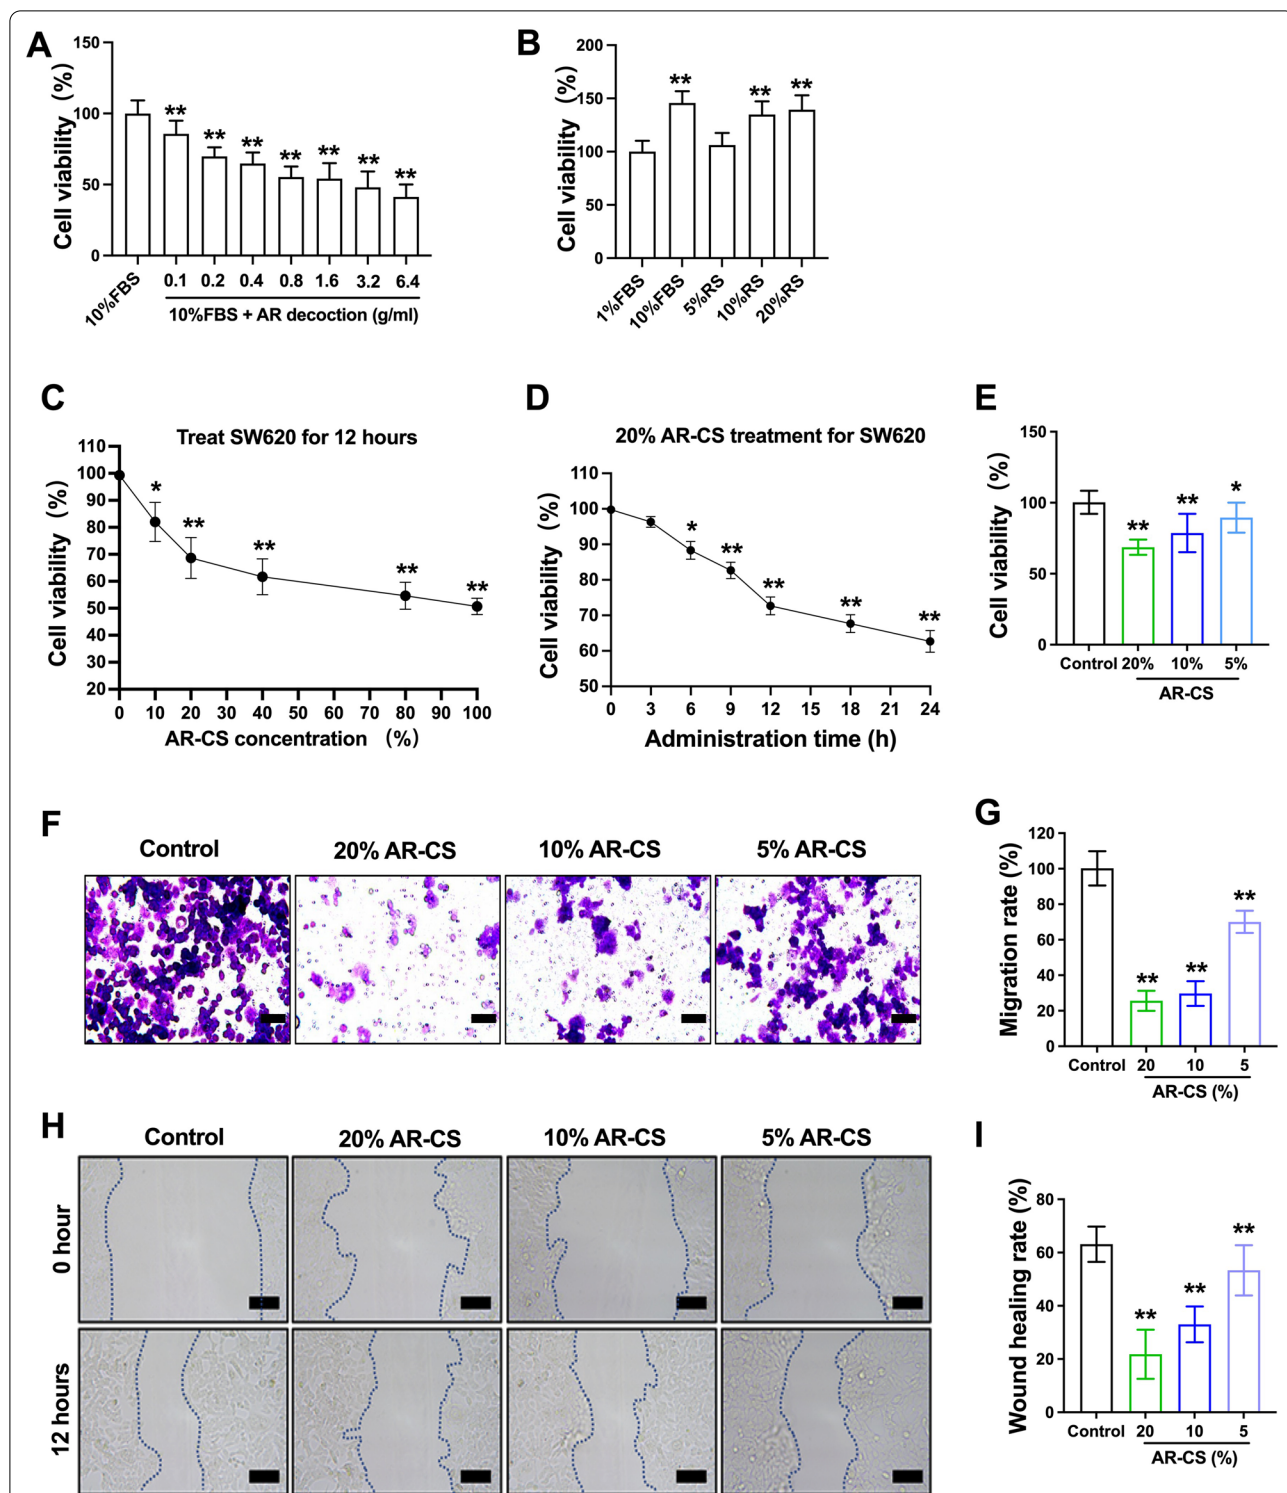 A
Cell viability (%)
150
100
50
0
**
**
**
**
**
**
**
10%FBS
0.1 0.2 0.4 0.8 1.6 3.2 6.4
10%FBS + AR decoction (g/ml)
B
Cell viability (%)
200
150
100
50
0
**
**
**
1%FBS
10%FBS
5%RS
10%RS
20%RS
C
Treat SW620 for 12 hours
Cell viability (%)
110
100
90
80
70
60
50
40
30
20
*
**
**
**
**
0 10 20 30 40 50 60 70 80 90 100
AR-CS concentration (%)
D
20% AR-CS treatment for SW620
Cell viability (%)
110
100
90
80
70
60
50
*
**
**
**
**
0 3 6 9 12 15 18 21 24
Administration time (h)
E
Cell viability (%)
150
100
50
0
**
**
*
Control 20% 10% 5%
AR-CS
F
Control 20% AR-CS 10% AR-CS 5% AR-CS
G
Migration rate (%)
120
100
80
60
40
20
0
**
**
**
Control 20 10 5
AR-CS (%)
H
Control 20% AR-CS 10% AR-CS 5% AR-CS
0 hour
12 hours
I
Wound healing rate (%)
80
60
40
20
0
**
**
**
Control 20 10 5
AR-CS (%)